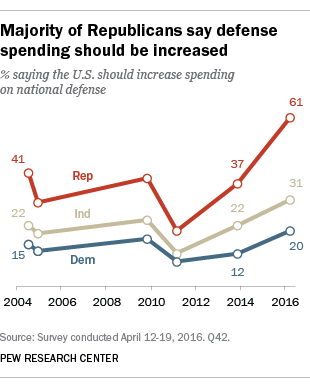 Majority of Republicans say defense
spending should be increased
% saying the U.S. should increase spending
on national defense
61
41
Rep
37
31
22
Ind
22
15
Dem
12
20
2004 2006 2008 2010 2012 2014 2016
Source: Survey conducted April 12-19, 2016. Q42.
PEW RESEARCH CENTER